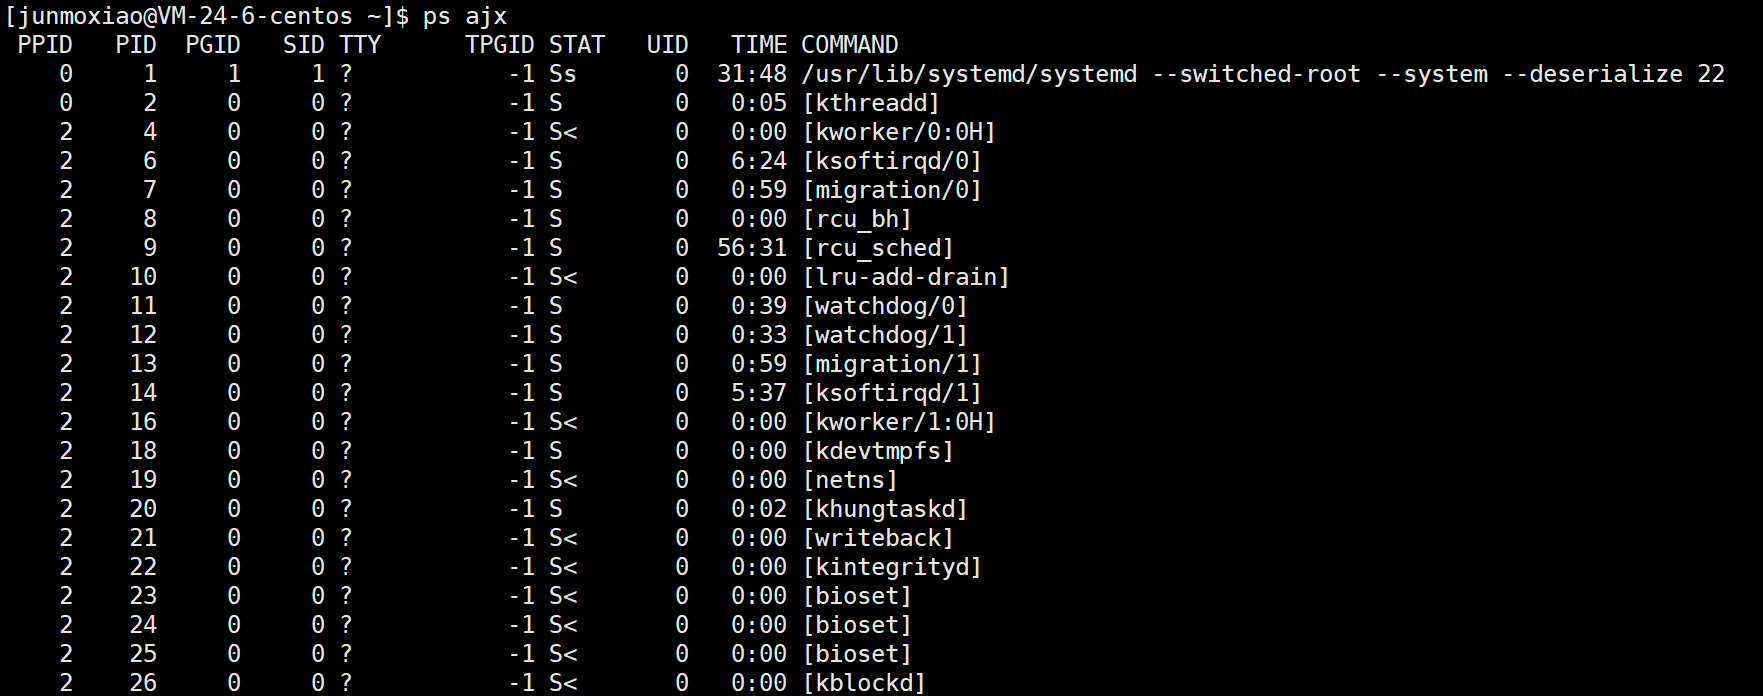 [junmoxiao@VM-24-6-centos ~]$ ps ajx
 PPID   PID  PGID   SID TTY      TPGID STAT   UID   TIME COMMAND
    0     1     1     1 ?           -1 Ss       0  31:48 /usr/lib/systemd/systemd --switched-root --system --deserialize 22
    0     2     0     0 ?           -1 S        0   0:05 [kthreadd]
    2     4     0     0 ?           -1 S<       0   0:00 [kworker/0:0H]
    2     6     0     0 ?           -1 S        0   6:24 [ksoftirqd/0]
    2     7     0     0 ?           -1 S        0   0:59 [migration/0]
    2     8     0     0 ?           -1 S        0   0:00 [rcu_bh]
    2     9     0     0 ?           -1 S        0  56:31 [rcu_sched]
    2    10     0     0 ?           -1 S<       0   0:00 [lru-add-drain]
    2    11     0     0 ?           -1 S        0   0:39 [watchdog/0]
    2    12     0     0 ?           -1 S        0   0:33 [watchdog/1]
    2    13     0     0 ?           -1 S        0   0:59 [migration/1]
    2    14     0     0 ?           -1 S        0   5:37 [ksoftirqd/1]
    2    16     0     0 ?           -1 S<       0   0:00 [kworker/1:0H]
    2    18     0     0 ?           -1 S        0   0:00 [kdevtmpfs]
    2    19     0     0 ?           -1 S<       0   0:00 [netns]
    2    20     0     0 ?           -1 S        0   0:02 [khungtaskd]
    2    21     0     0 ?           -1 S<       0   0:00 [writeback]
    2    22     0     0 ?           -1 S<       0   0:00 [kintegrityd]
    2    23     0     0 ?           -1 S<       0   0:00 [bioset]
    2    24     0     0 ?           -1 S<       0   0:00 [bioset]
    2    25     0     0 ?           -1 S<       0   0:00 [bioset]
    2    26     0     0 ?           -1 S<       0   0:00 [kblockd]